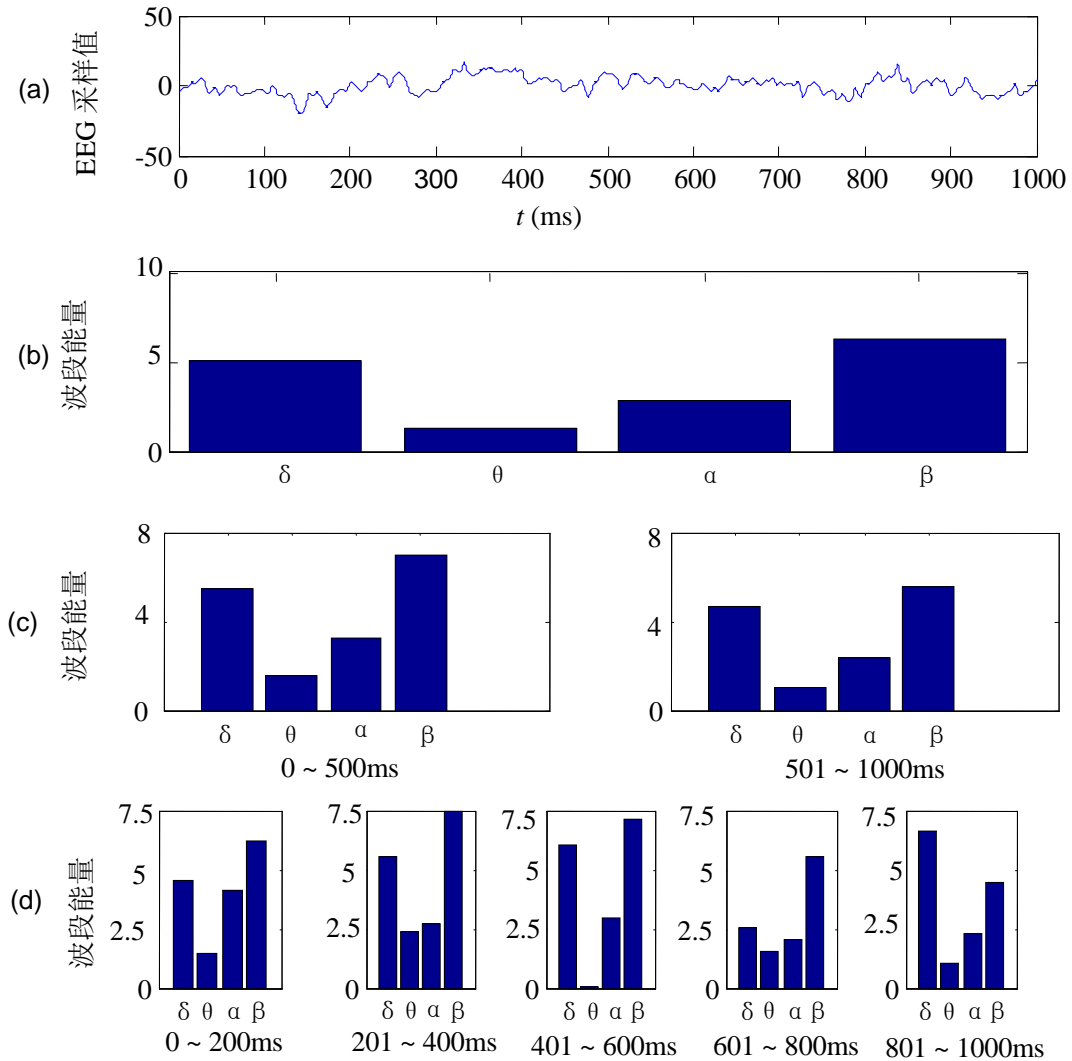 (a)
EEG 采样值
50
0
-50
0 100 200 300 400 500 600 700 800 900 1000
t (ms)
(b)
波段能量
10
5
0
δ θ α β
(c)
波段能量
8
4
0
δ θ α β
0 ~ 500ms
8
4
0
δ θ α β
501 ~ 1000ms
(d)
波段能量
7.5
5
2.5
0
δ θ α β
0 ~ 200ms
7.5
5
2.5
0
δ θ α β
201 ~ 400ms
7.5
5
2.5
0
δ θ α β
401 ~ 600ms
7.5
5
2.5
0
δ θ α β
601 ~ 800ms
7.5
5
2.5
0
δ θ α β
801 ~ 1000ms